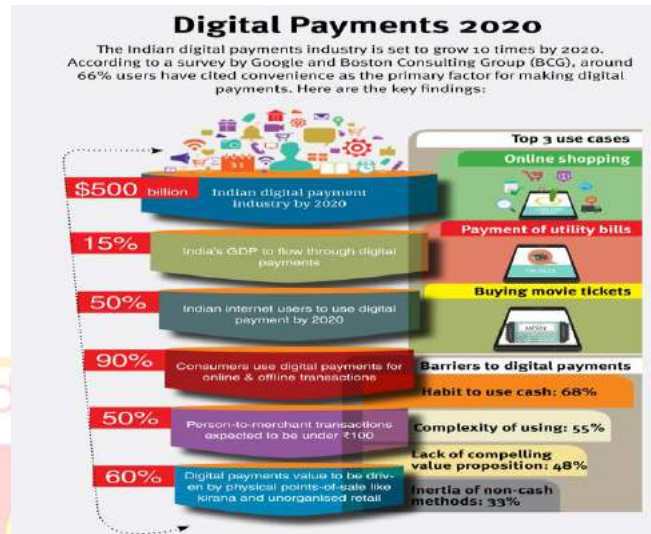 Digital Payments 2020
The Indian digital payments industry is set to grow 10 times by 2020.
According to a survey by Google and Boston Consulting Group (BCG), around
66% users have cited convenience as the primary factor for making digital
payments. Here are the key findings:
$500 billion
Indian digital payment
industry by 2020
15%
India's GDP to flow through digital
payments
50%
Indian internet users to use digital
payment by 2020
90%
Consumers use digital payments for
online & offline transactions
50%
Person-to-merchant transactions
expected to be under ₹100
60%
Digital payments value to be driv-
en by physical points-of-sale like
kirana and unorganised retail
Top 3 use cases
Online shopping
Payment of utility bills
Buying movie tickets
Barriers to digital payments
Habit to use cash: 68%
Complexity of using: 55%
Lack of compelling
value proposition: 48%
Inertia of non-cash
methods: 33%